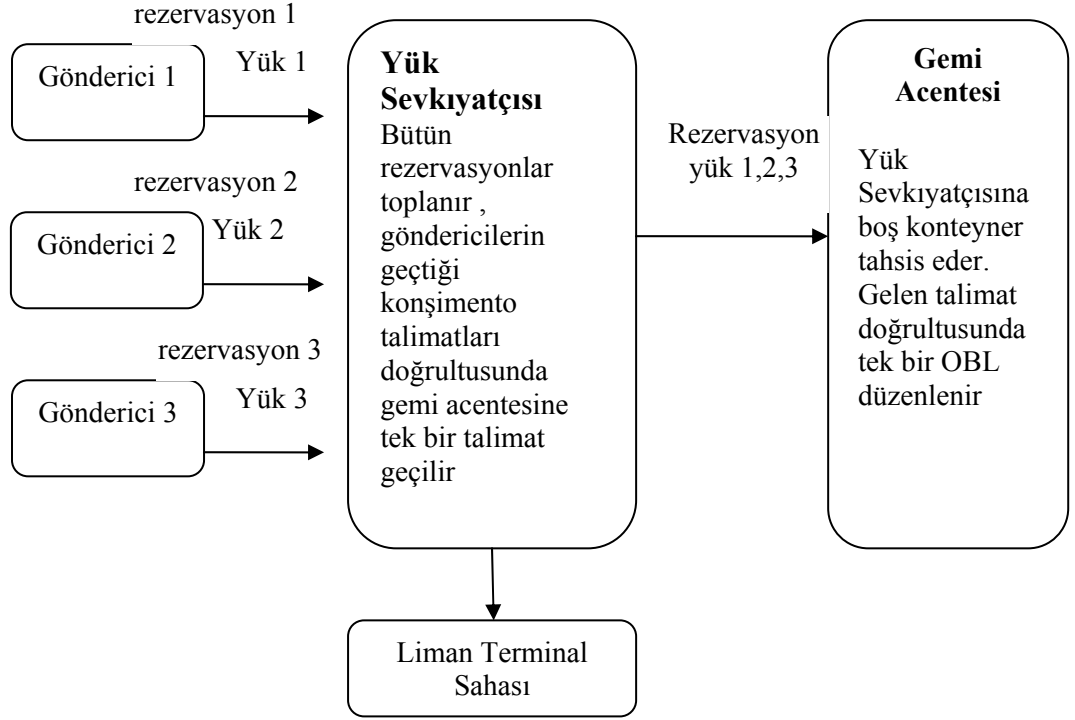 rezervasyon 1
Gönderici 1
Yük 1
rezervasyon 2
Gönderici 2
Yük 2
rezervasyon 3
Gönderici 3
Yük 3
Yük
Sevkıyatçısı
Bütün
rezervasyonlar
toplanır ,
göndericilerin
geçtiği
konşimento
talimatları
doğrultusunda
gemi acentesine
tek bir talimat
geçilir
Rezervasyon
yük 1,2,3
Gemi
Acentesi
Yük
Sevkıyatçısına
boş konteyner
tahsis eder.
Gelen talimat
doğrultusunda
tek bir OBL
düzenlenir
Liman Terminal
Sahası